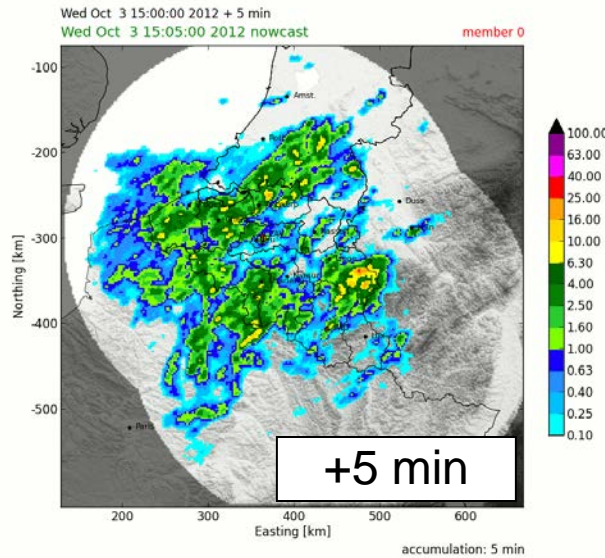 Wed Oct  3 15:00:00 2012 + 5 min
Wed Oct  3 15:05:00 2012 nowcast
member 0
-100
-200
-300
-400
-500
Northing [km]
Amst.
Paris
200
300
400
500
600
Easting [km]
+5 min
100.00
63.00
40.00
25.00
16.00
10.00
6.30
4.00
2.50
1.60
1.00
0.63
0.40
0.25
0.10
accumulation: 5 min